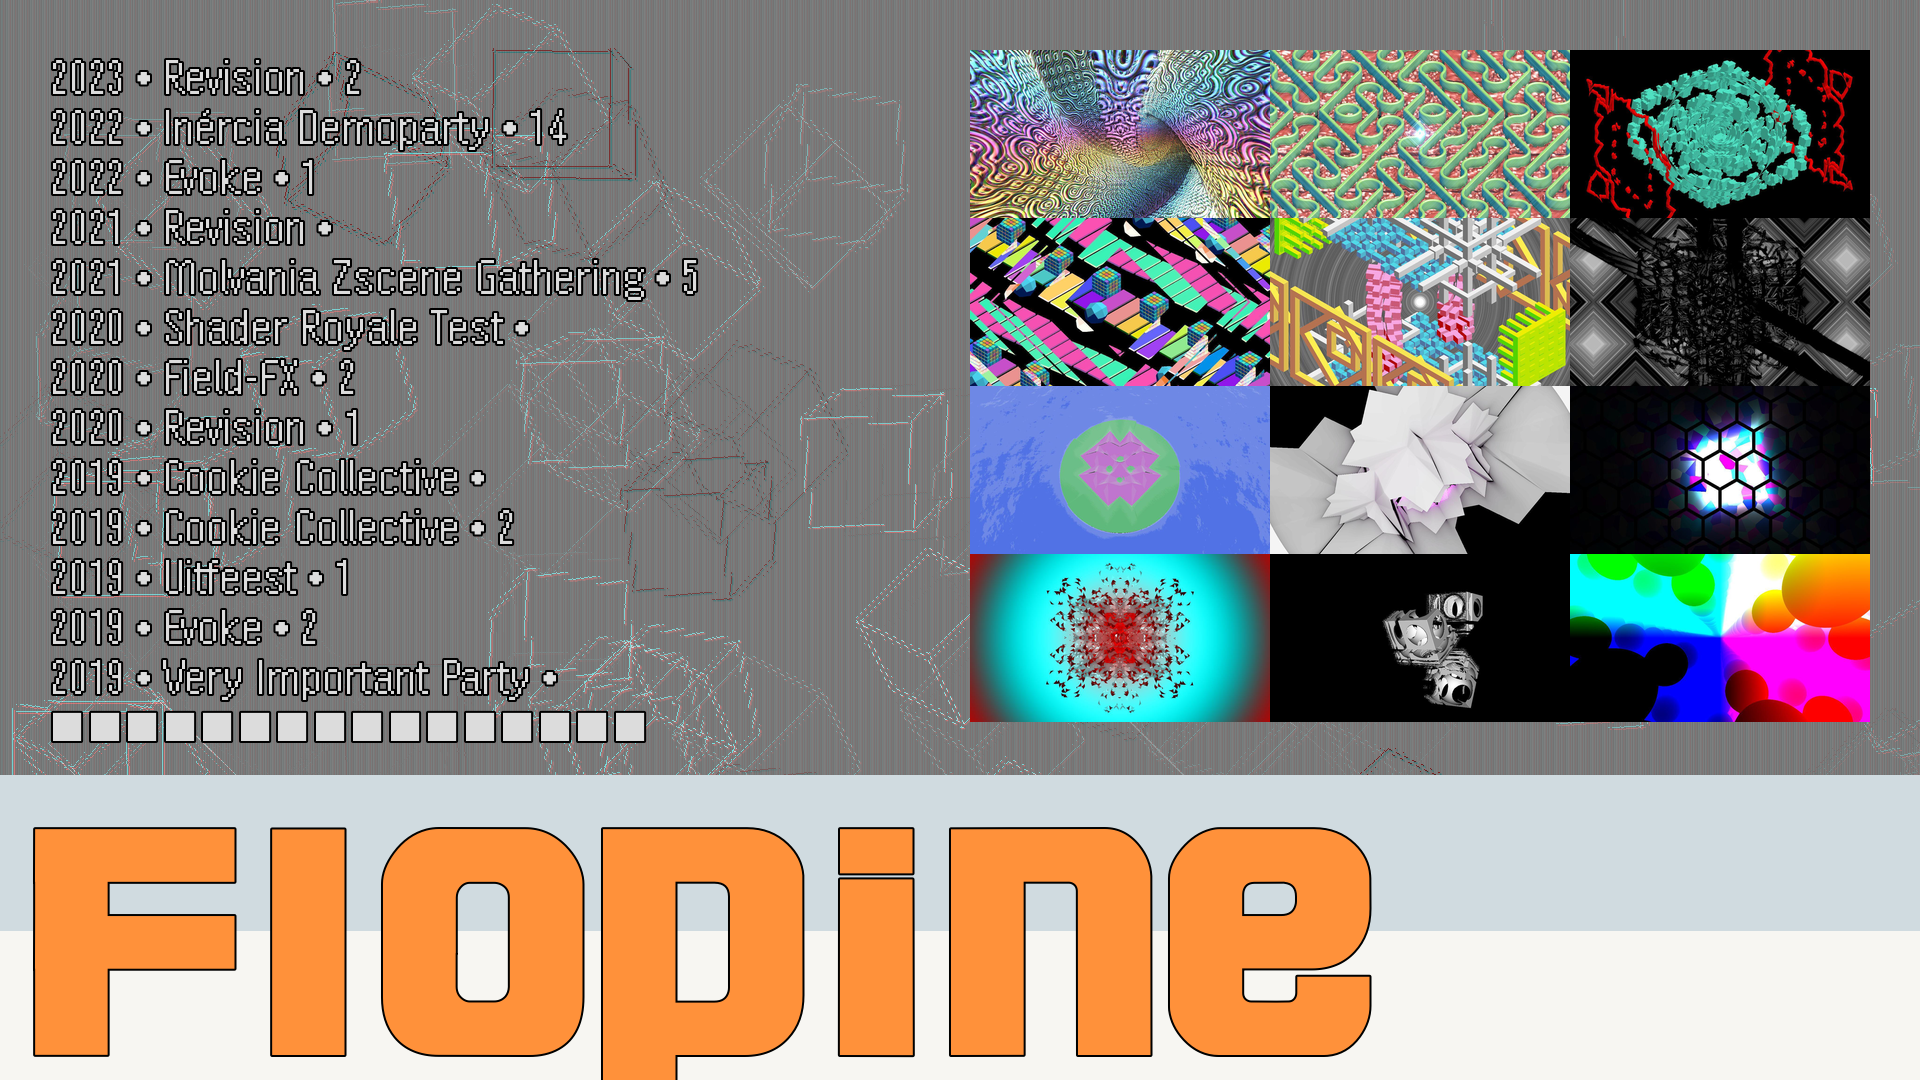 2023 • Revision • 2
2022 • Inércia Demoparty • 14
2022 • Evoke • 1
2021 • Revision •
2021 • Molvania Zscene Gathering • 5
2020 • Shader Royale Test •
2020 • Field-FX • 2
2020 • Revision • 1
2019 • Cookie Collective •
2019 • Cookie Collective • 2
2019 • Uitfeest • 1
2019 • Evoke • 2
2019 • Very Important Party •
Flopine